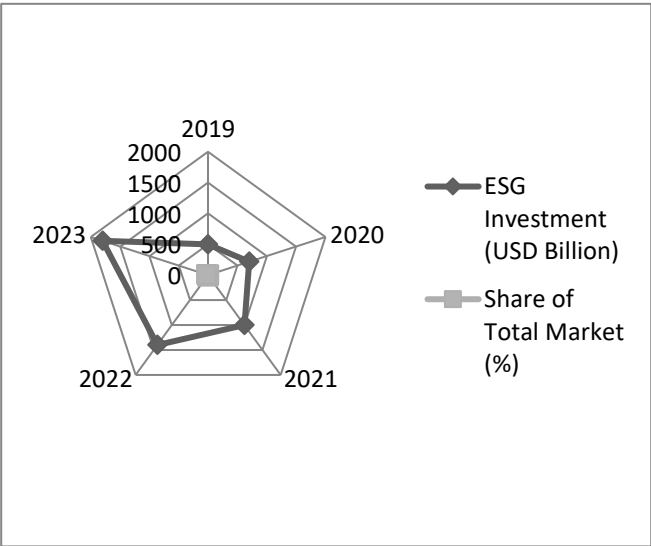 2019
2000
1500
1000
500
0
2020
2021
2022
2023
ESG
Investment
(USD Billion)
Share of
Total Market
(%)